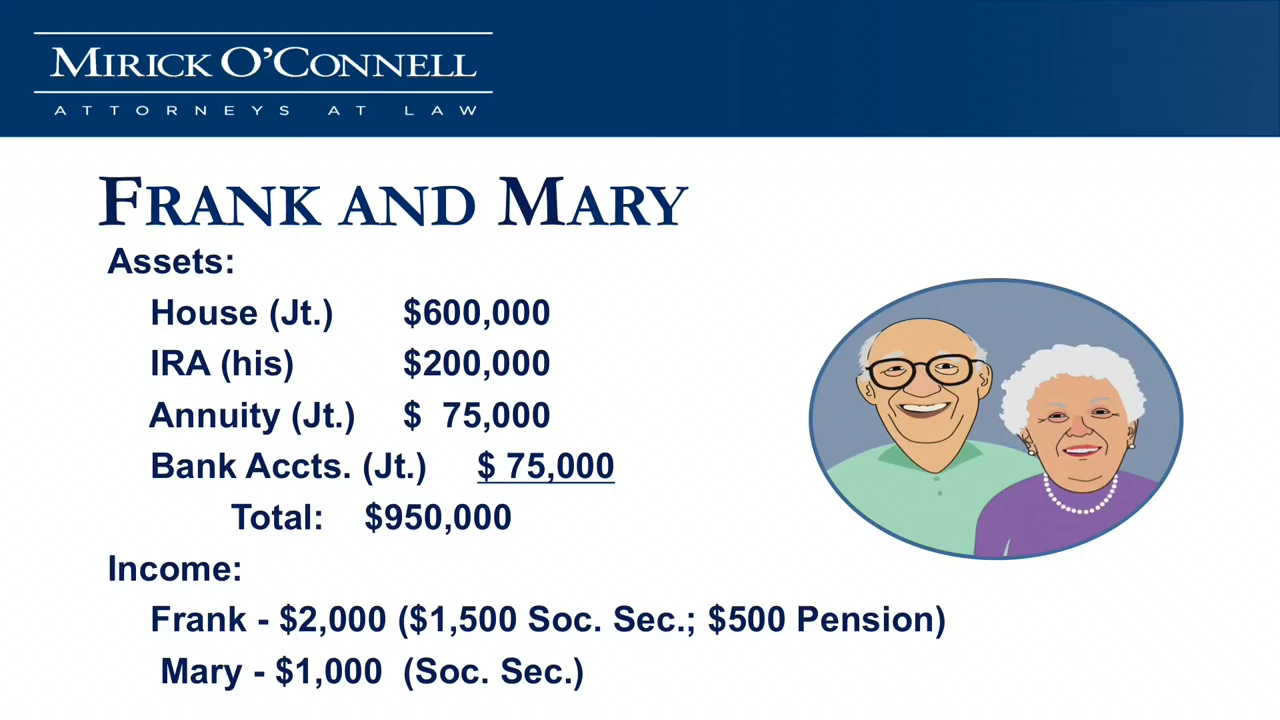 MIRICK O'CONNELL
ATTORNEYS AT LAW
FRANK AND MARY
Assets:
House (Jt.) $600,000
IRA (his) $200,000
Annuity (Jt.) $ 75,000
Bank Accts. (Jt.) $ 75,000
Total: $950,000
Income:
Frank - $2,000 ($1,500 Soc. Sec.; $500 Pension)
Mary - $1,000 (Soc. Sec.)